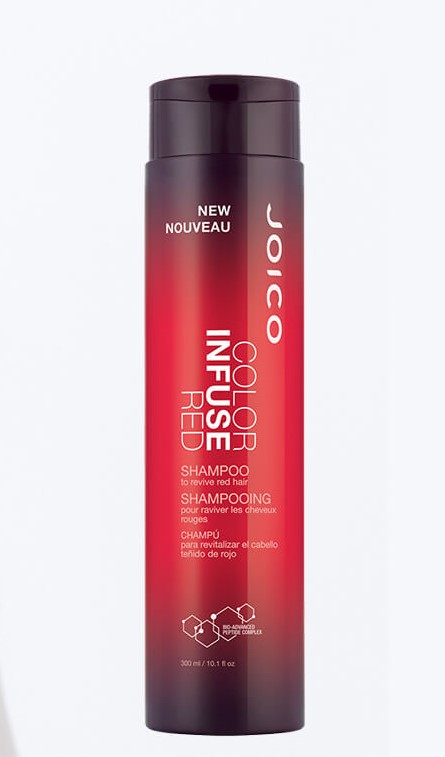 NEW
NOUVEAU
JOICO
COLOR
INFUSE
RED
SHAMPOO
to revive red hair
SHAMPOOING
pour raviver les cheveux
rouges
CHAMPÚ
para revitalizar el cabello
teñido de rojo
BIO-ADVANCED
PEPTIDE COMPLEX
300 ml / 10.1 fl oz